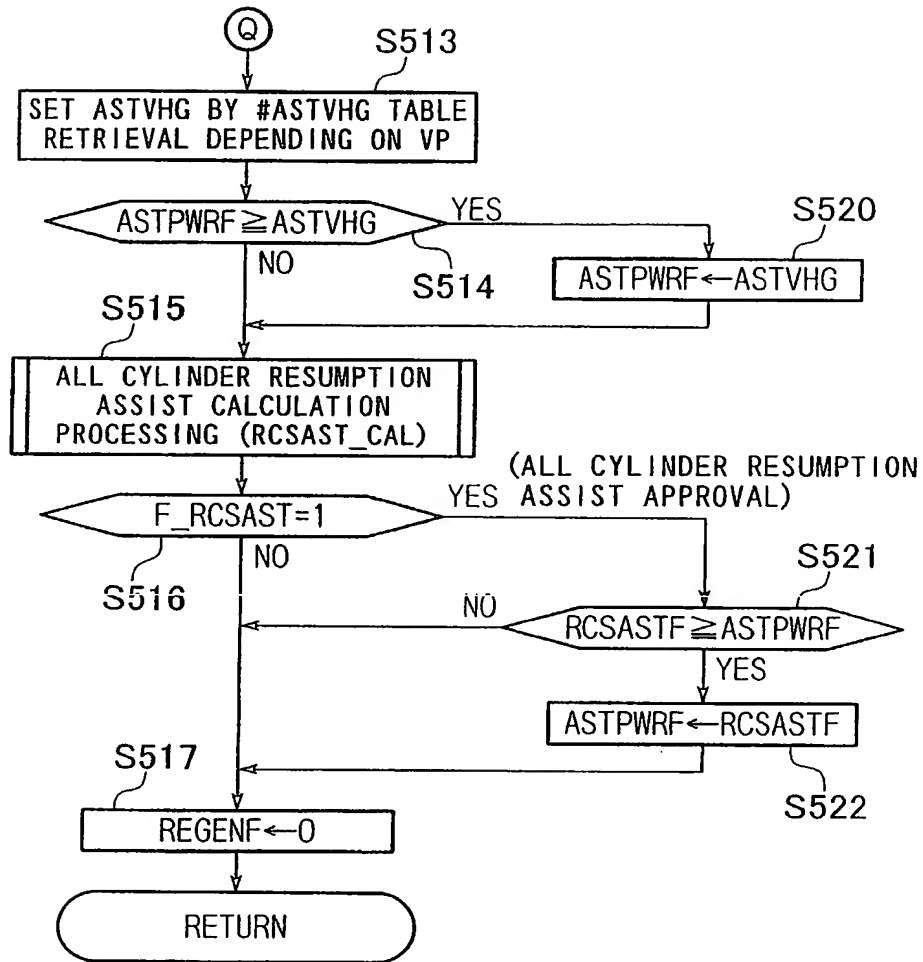 Q
S513
SET ASTVHG BY #ASTVHG TABLE
RETRIEVAL DEPENDING ON VP
ASTPWRF≧ASTVHG
YES
S520
NO
S514
ASTPWRF←ASTVHG
S515
ALL CYLINDER RESUMPTION
ASSIST CALCULATION
PROCESSING (RCSAST_CAL)
(ALL CYLINDER RESUMPTION
YES ASSIST APPROVAL)
F_RCSAST=1
NO
S516
S521
NO
RCSASTF≧ASTPWRF
YES
ASTPWRF←RCSASTF
S517
S522
REGENF←0
RETURN